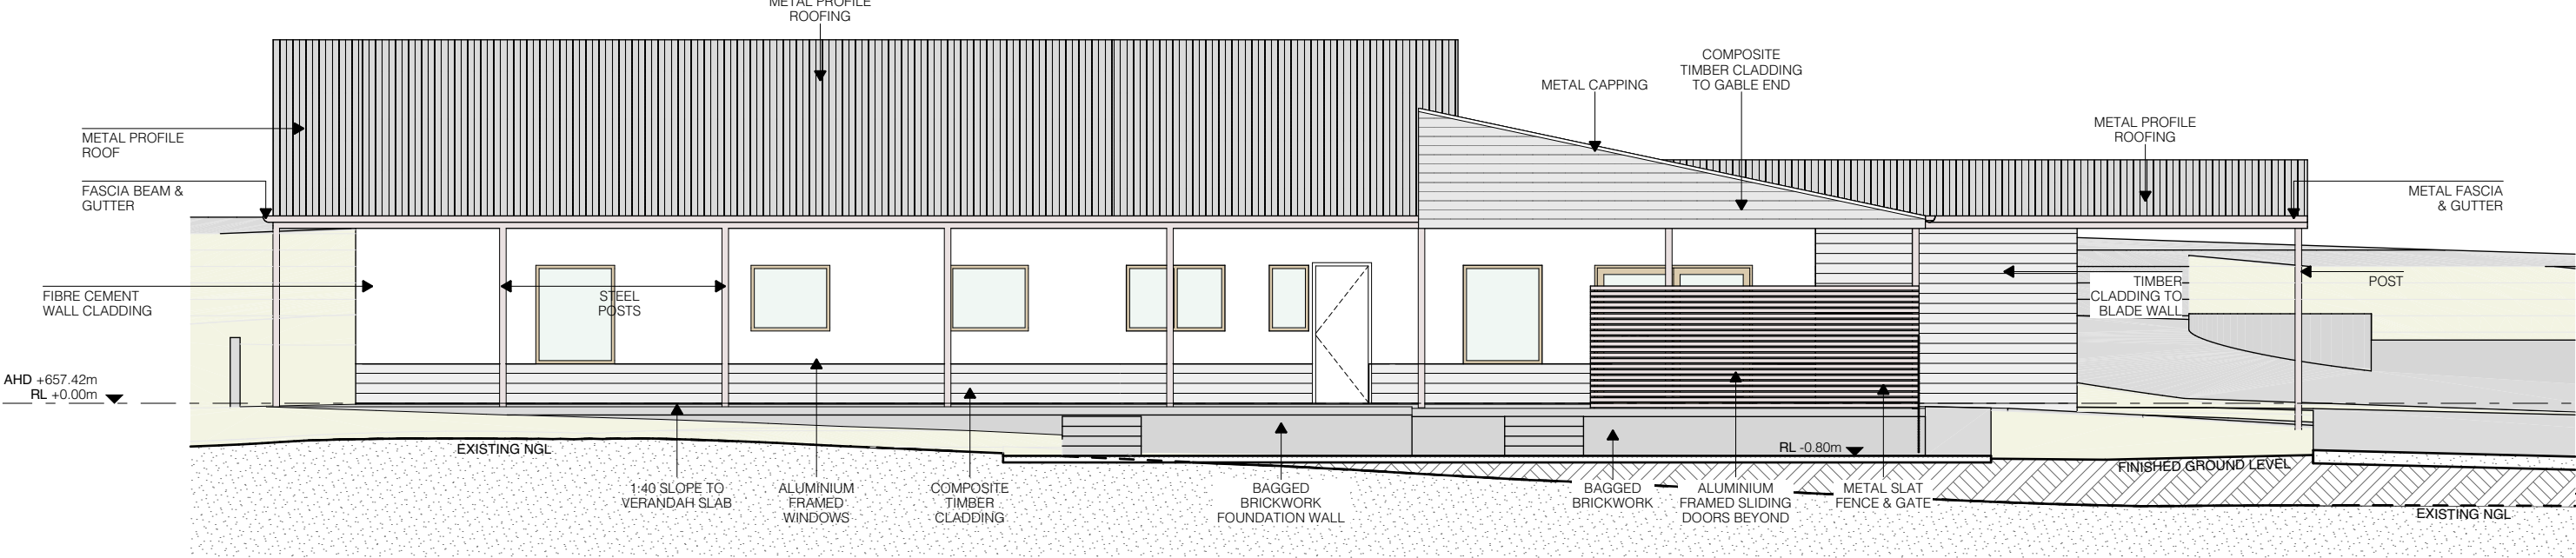 METAL PROFILE
ROOFING
COMPOSITE
TIMBER CLADDING
TO GABLE END
METAL CAPPING
METAL PROFILE
ROOFING
METAL PROFILE
ROOF
FASCIA BEAM &
GUTTER
METAL FASCIA
& GUTTER
FIBRE CEMENT
WALL CLADDING
STEEL
POSTS
TIMBER
CLADDING TO
BLADE WALL
POST
AHD +657.42m
RL +0.00m
EXISTING NGL
RL -0.80m
FINISHED GROUND LEVEL
1:40 SLOPE TO
VERANDAH SLAB
ALUMINIUM
FRAMED
WINDOWS
COMPOSITE
TIMBER
CLADDING
BAGGED
BRICKWORK
FOUNDATION WALL
BAGGED
BRICKWORK
ALUMINIUM
FRAMED SLIDING
DOORS BEYOND
METAL SLAT
FENCE & GATE
EXISTING NGL